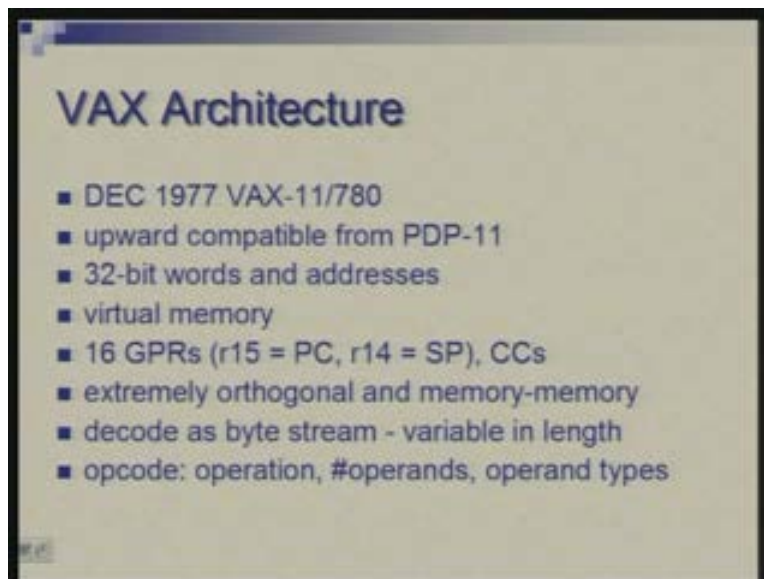 VAX Architecture
DEC 1977 VAX-11/780
upward compatible from PDP-11
32-bit words and addresses
virtual memory
16 GPRs (r15 = PC, r14 = SP), CCs
extremely orthogonal and memory-memory
decode as byte stream - variable in length
opcode: operation, #operands, operand types